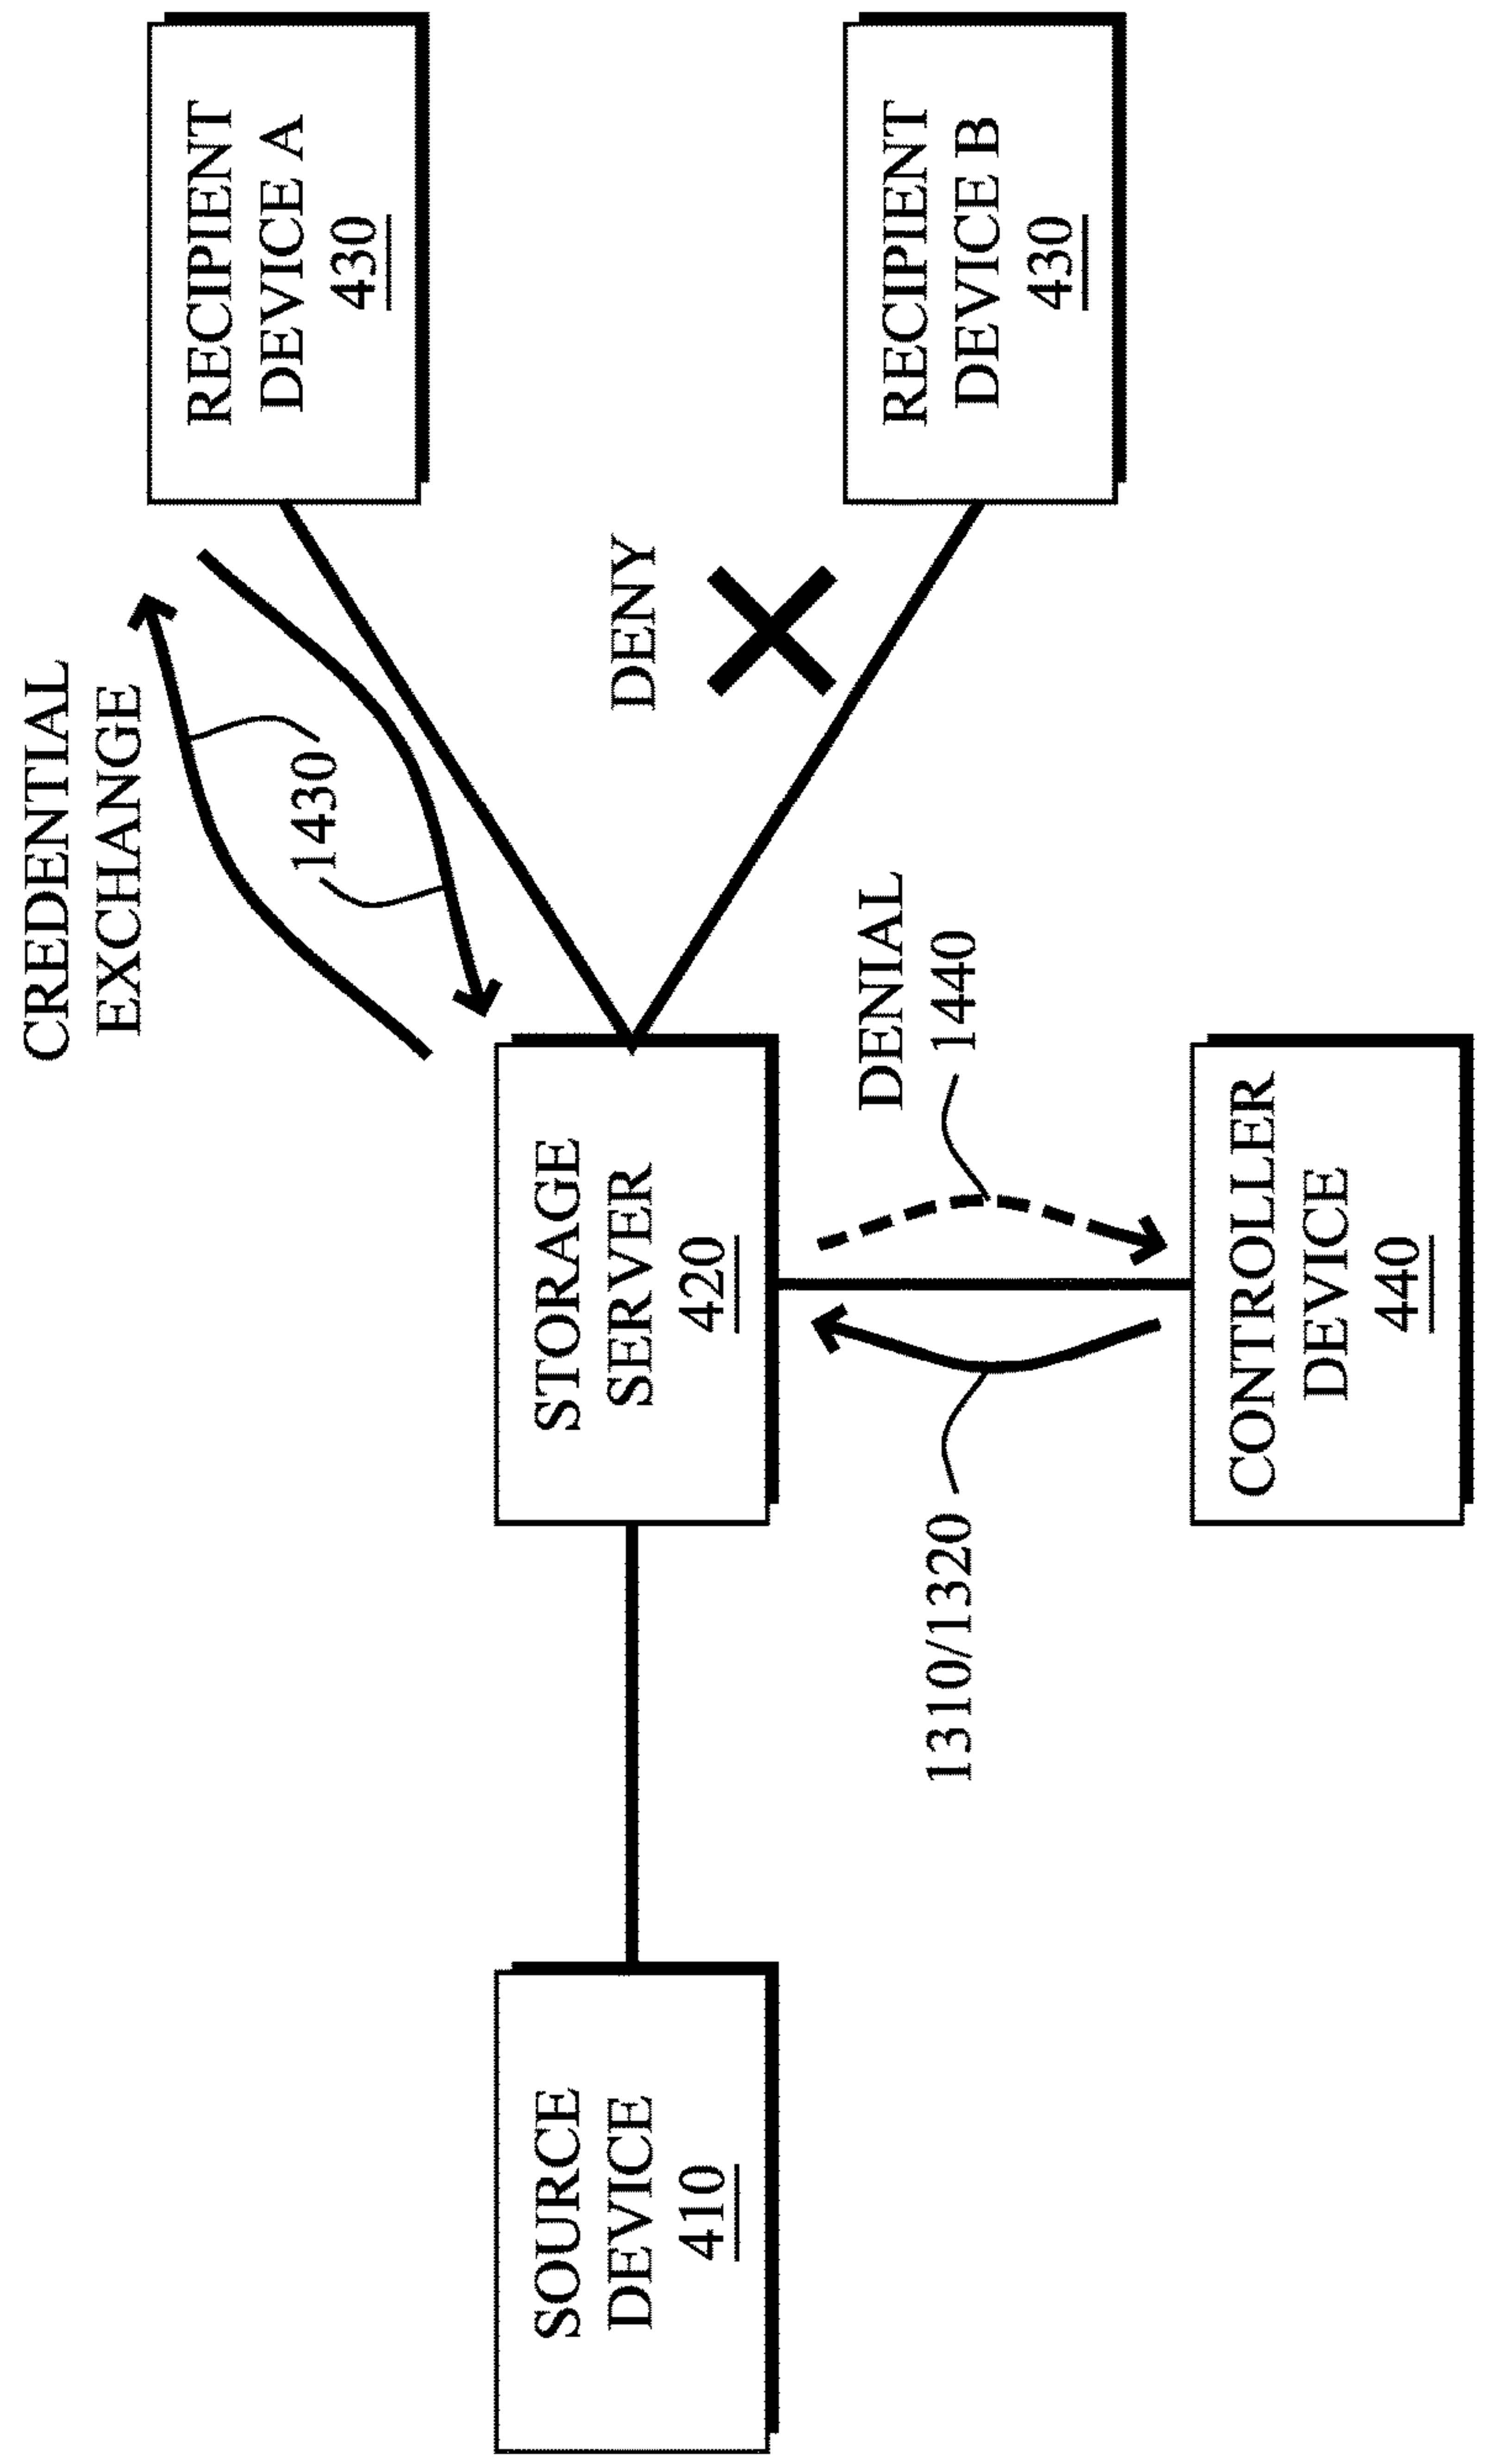 CREDENTIAL
EXCHANGE
1430
RECIPIENT
DEVICE A
430
DENY
SOURCE
DEVICE
410
STORAGE
SERVER
420
RECIPIENT
DEVICE B
430
DENIAL
1440
1310/1320
CONTROLLER
DEVICE
440